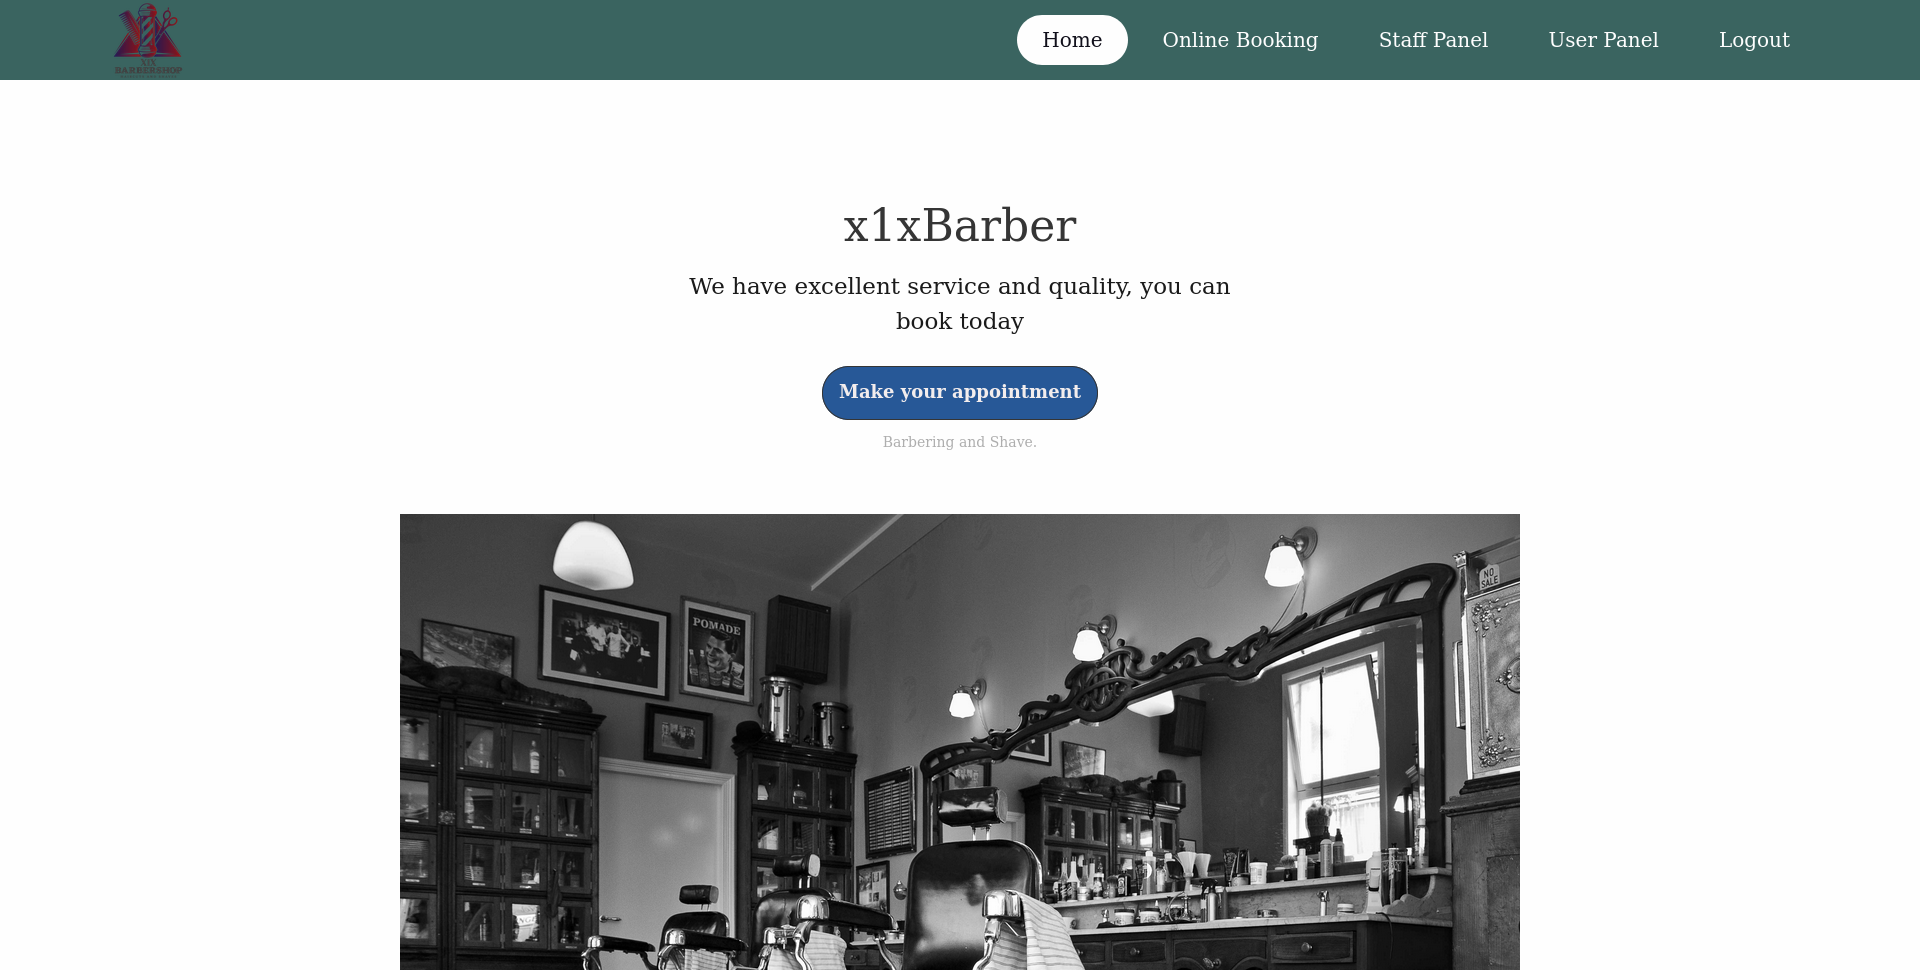 X1X
BARBERSHOP
Home
Online Booking
Staff Panel
User Panel
Logout
x1xBarber
We have excellent service and quality, you can
book today
Make your appointment
Barbering and Shave.
POMADE
NO
SALE